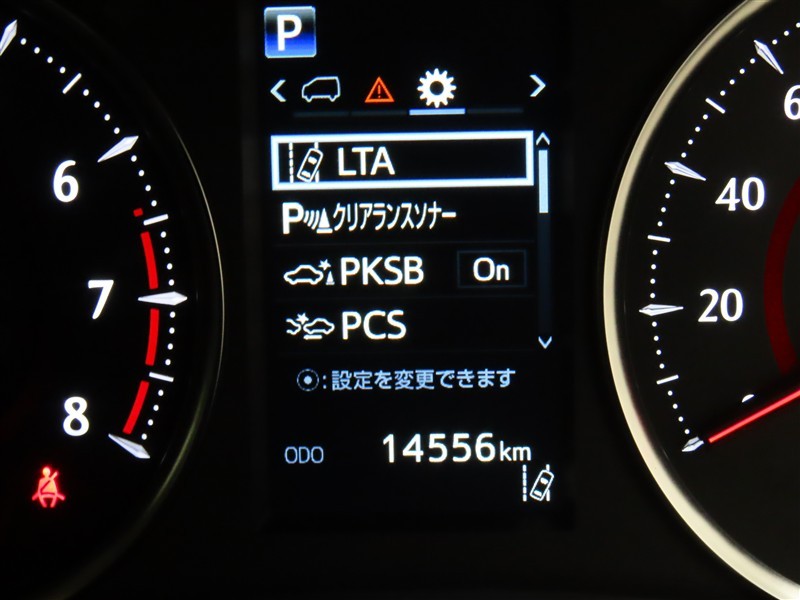 P
LTA
P クリアランスソナー
PKSB On
PCS
:設定を変更できます
ODO 14556km
6
7
8
40
20